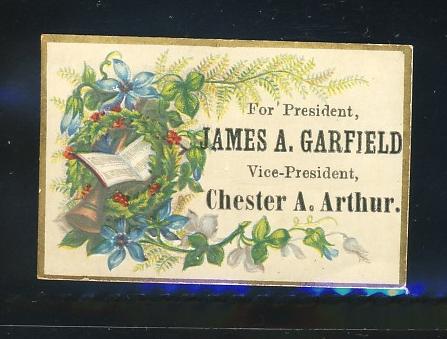 For President,
JAMES A. GARFIELD
Vice-President,
Chester A. Arthur.